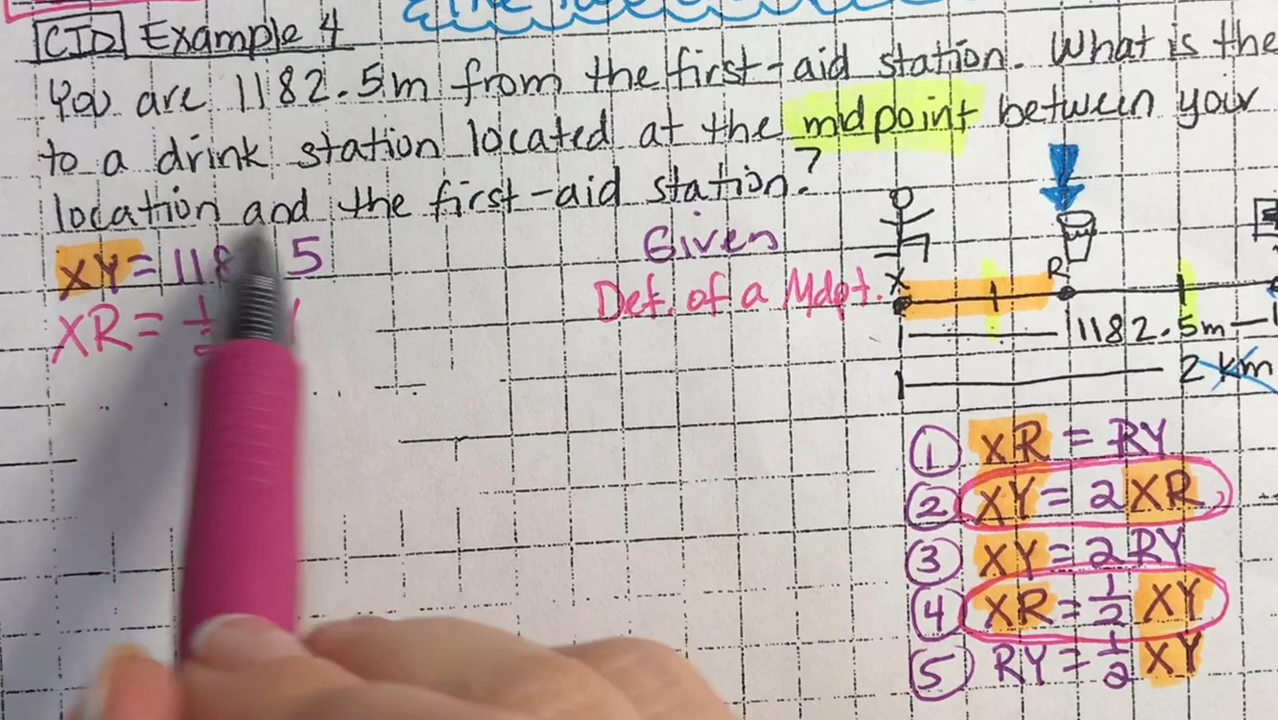 CID Example 4
You are 1182.5m from the first-aid station. What is the
to a drink station located at the mdpoint between your
location and the first-aid station?
XY = 118 5
Given
XR =
Def. of a Mdpt.
X
R
1182.5m
2 km
① XR = RY
② XY = 2XR
③ XY = 2RY
④ XR = 1/2 XY
⑤ RY = 1/2 XY